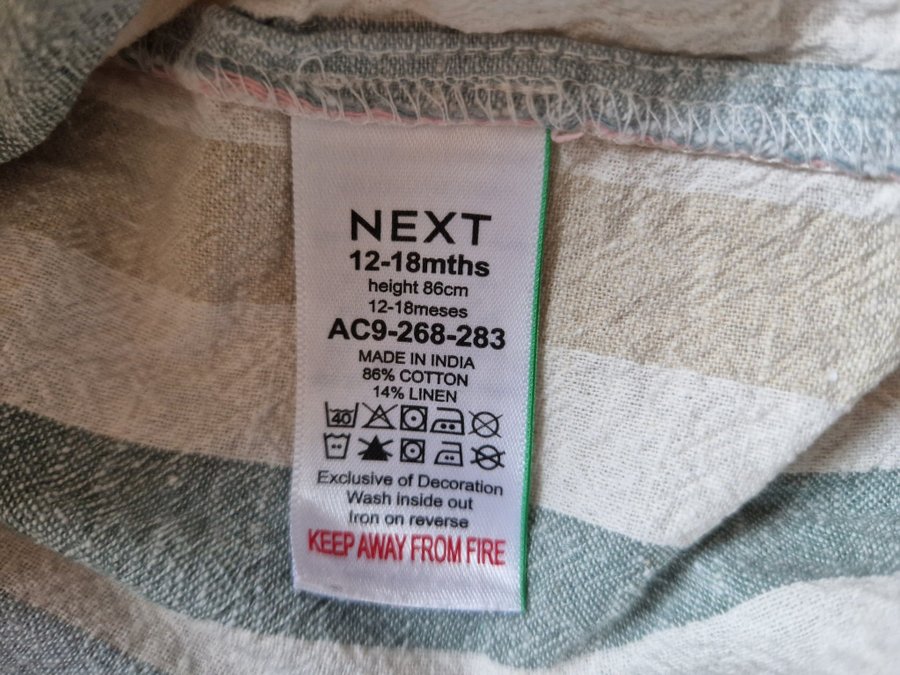 NEXT
12-18mths
height 86cm
12-18meses
AC9-268-283
MADE IN INDIA
86% COTTON
14% LINEN
40
Exclusive of Decoration
Wash inside out
Iron on reverse
KEEP AWAY FROM FIRE